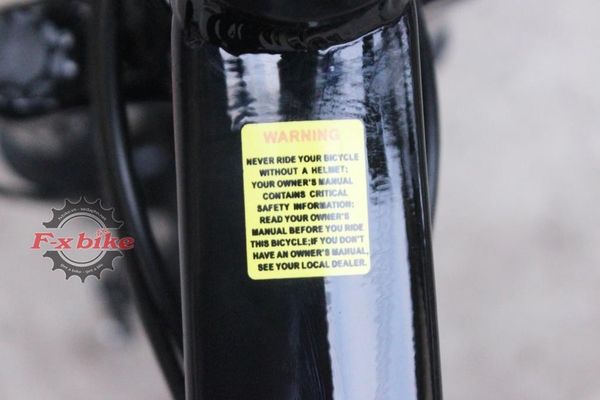 WARNING
NEVER RIDE YOUR BICYCLE
WITHOUT A HELMET;
YOUR OWNER'S MANUAL
CONTAINS CRITICAL
SAFETY INFORMATION:
READ YOUR OWNER'S
MANUAL BEFORE YOU RIDE
THIS BICYCLE;IF YOU DON'T
HAVE AN OWNER'S MANUAL,
SEE YOUR LOCAL DEALER.
F-x bike